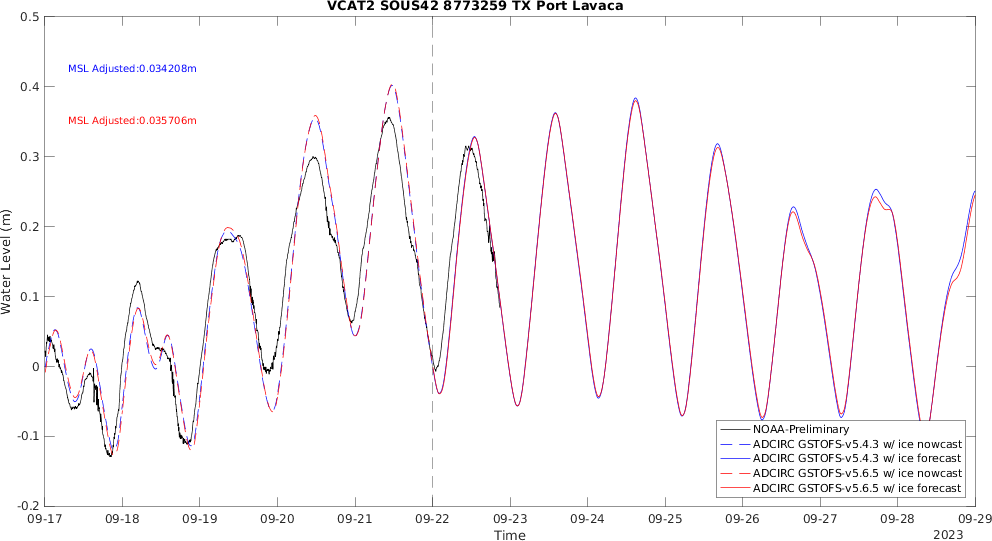 VCAT2 SOUS42 8773259 TX Port Lavaca
0.5
MSL Adjusted:0.034208m
0.4
MSL Adjusted:0.035706m
0.3
0.2
0.1
0
-0.1
-0.2
Water Level (m)
NOAA-Preliminary
ADCIRC GSTOFS-v5.4.3 w/ ice nowcast
ADCIRC GSTOFS-v5.4.3 w/ ice forecast
ADCIRC GSTOFS-v5.6.5 w/ ice nowcast
ADCIRC GSTOFS-v5.6.5 w/ ice forecast
09-17 09-18 09-19 09-20 09-21 09-22 09-23 09-24 09-25 09-26 09-27 09-28 09-29
Time
2023